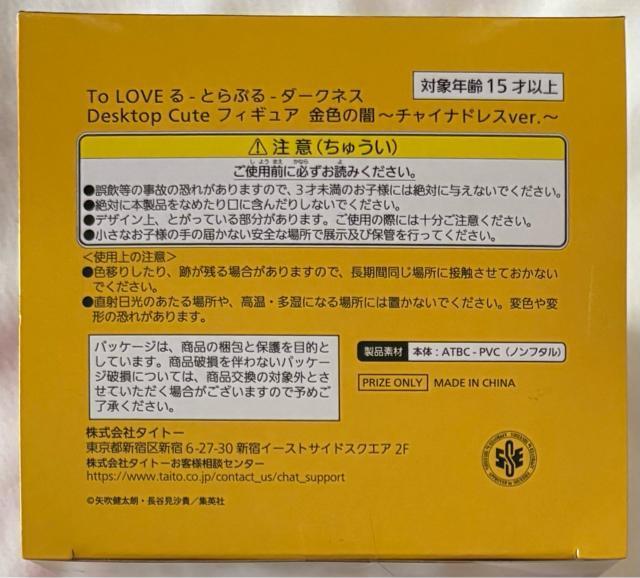 対象年齢15才以上
To LOVEる-とらぶる-ダークネス
Desktop Cute フィギュア 金色の闇～チャイナドレスver.～
⚠注意(ちゅうい)
ご使用前に必ずお読みください。
●誤飲等の事故の恐れがありますので、3才未満のお子様には絶対に与えないでください。
●絶対に本製品をなめたり口に含んだりしないでください。
●デザイン上、とがっている部分があります。ご使用の際には十分ご注意ください。
●小さなお子様の手の届かない安全な場所で展示及び保管を行ってください。
<使用上の注意>
●色移りしたり、跡が残る場合がありますので、長期間同じ場所に接触させておかない
でください。
●直射日光のあたる場所や、高温・多湿になる場所には置かないでください。変色や変
形の恐れがあります。
パッケージは、商品の梱包と保護を目的と
しています。商品破損を伴わないパッケー
ジ破損については、商品交換の対象外とさ
せていただく場合がございますので予めご
了承ください。
製品素材 本体:ATBC-PVC(ノンフタル)
PRIZE ONLY MADE IN CHINA
株式会社タイトー
東京都新宿区新宿6-27-30 新宿イーストサイドスクエア 2F
株式会社タイトーお客様相談センター
https://www.taito.co.jp/contact_us/chat_support
©矢吹健太朗・長谷見沙貴/集英社